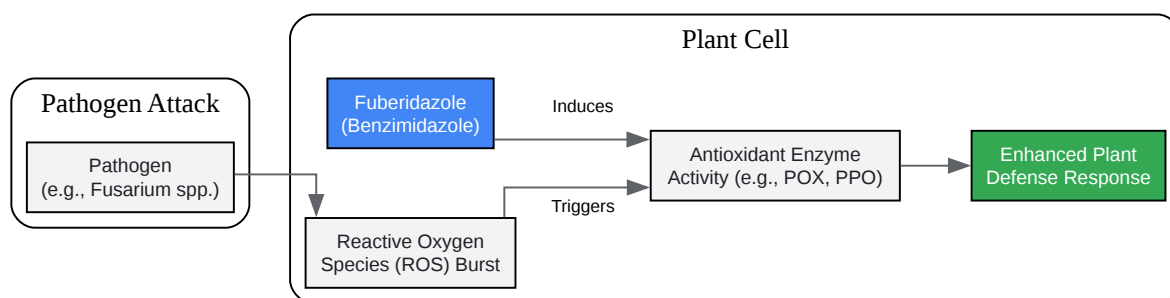 Plant Cell
Pathogen Attack
Fuberidazole
(Benzimidazole)
Induces
Pathogen
(e.g., Fusarium spp.)
Antioxidant Enzyme
Activity (e.g., POX, PPO)
Enhanced Plant
Defense Response
Triggers
Reactive Oxygen
Species (ROS) Burst